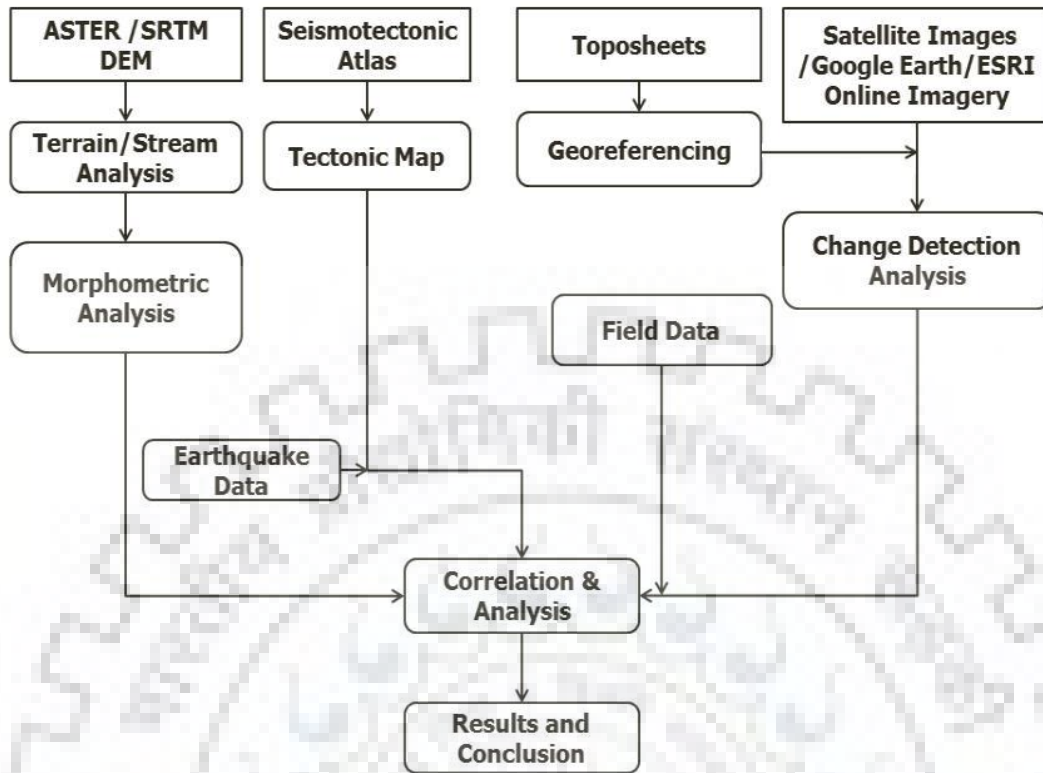 ASTER /SRTM
DEM
Seismotectonic
Atlas
Toposheets
Satellite Images
/Google Earth/ESRI
Online Imagery
Terrain/Stream
Analysis
Tectonic Map
Georeferencing
Morphometric
Analysis
Change Detection
Analysis
Field Data
Earthquake
Data
Correlation &
Analysis
Results and
Conclusion